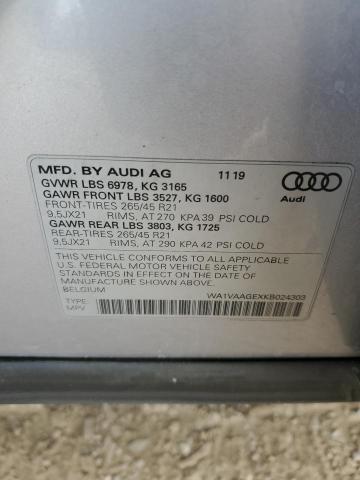 MFD. BY AUDI AG 11 19
GVWR LBS 6978, KG 3165
GAWR FRONT LBS 3527, KG 1600
FRONT-TIRES 265/45 R21
9,5JX21 RIMS, AT 270 KPA 39 PSI COLD
GAWR REAR LBS 3803, KG 1725
REAR-TIRES 265/45 R21
9,5JX21 RIMS, AT 290 KPA 42 PSI COLD
Audi
THIS VEHICLE CONFORMS TO ALL APPLICABLE
U.S. FEDERAL MOTOR VEHICLE SAFETY
STANDARDS IN EFFECT ON THE DATE OF
MANUFACTURE SHOWN ABOVE.
BELGIUM
TYPE: WA1VAAGEXKB024303
MPV